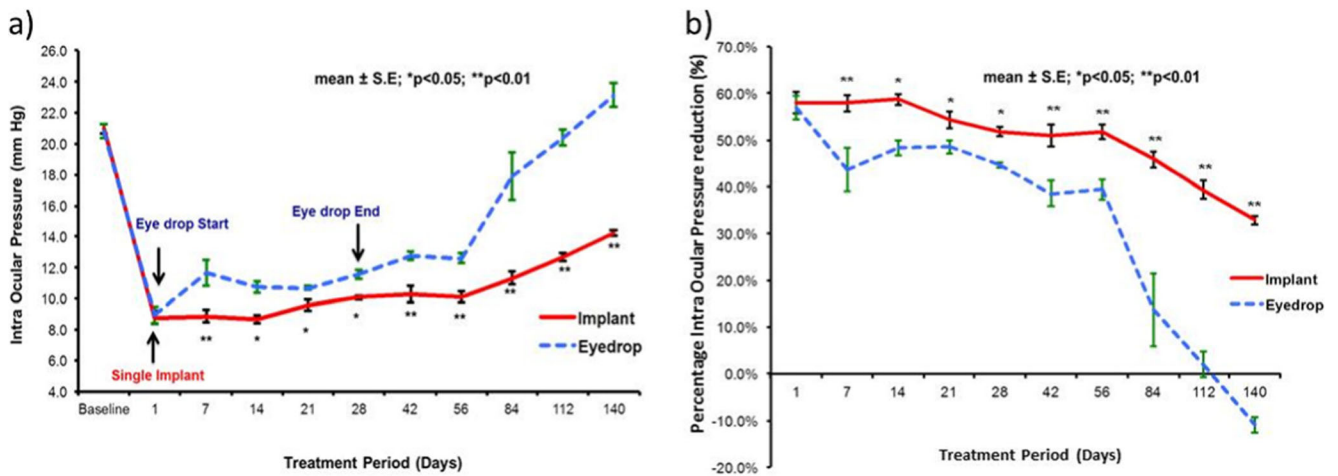 a)
Intra Ocular Pressure (mm Hg)
26.0
24.0
22.0
20.0
18.0
16.0
14.0
12.0
10.0
8.0
6.0
4.0
mean ± S.E; *p<0.05; **p<0.01
Eye drop Start
Eye drop End
** * * * ** ** ** ** **
Implant
Eyedrop
Single Implant
Baseline 1 7 14 21 28 42 56 84 112 140
Treatment Period (Days)
b)
Percentage Intra Ocular Pressure reduction (%)
70.0%
60.0%
50.0%
40.0%
30.0%
20.0%
10.0%
0.0%
-10.0%
-20.0%
mean ± S.E; *p<0.05; **p<0.01
** * * * ** ** ** ** **
Implant
Eyedrop
1 7 14 21 28 42 56 84 112 140
Treatment Period (Days)